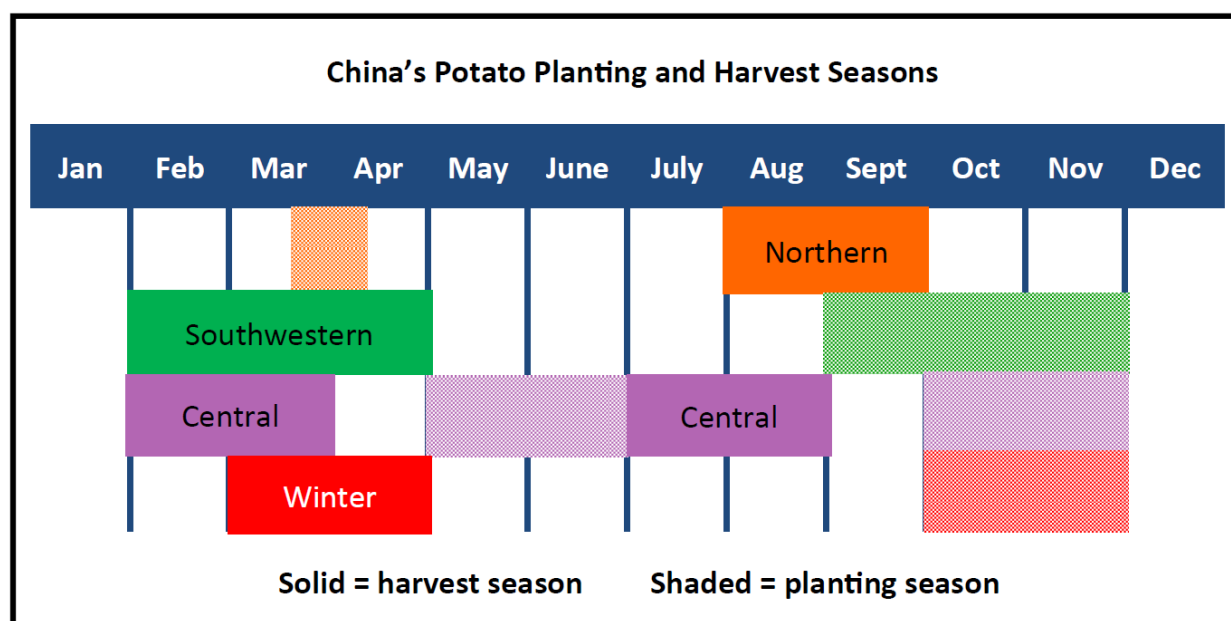 China's Potato Planting and Harvest Seasons
Jan Feb Mar Apr May June July Aug Sept Oct Nov Dec
Northern
Southwestern
Central Central
Winter
Solid = harvest season Shaded = planting season